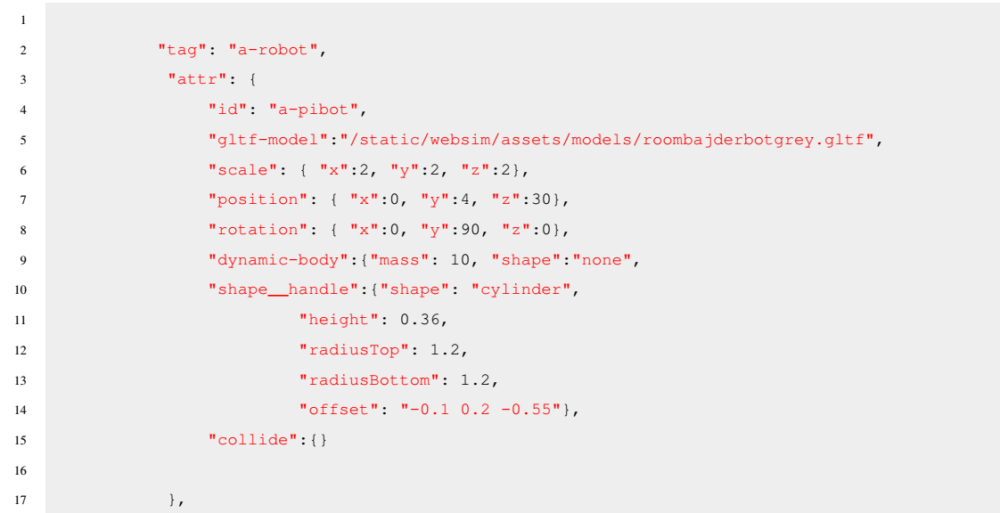 1
2 "tag": "a-robot",
3 "attr": {
4 "id": "a-pibot",
5 "gltf-model":"/static/websim/assets/models/roombajderbotgrey.gltf",
6 "scale": { "x":2, "y":2, "z":2},
7 "position": { "x":0, "y":4, "z":30},
8 "rotation": { "x":0, "y":90, "z":0},
9 "dynamic-body":{"mass": 10, "shape":"none",
10 "shape__handle":{"shape": "cylinder",
11 "height": 0.36,
12 "radiusTop": 1.2,
13 "radiusBottom": 1.2,
14 "offset": "-0.1 0.2 -0.55"},
15 "collide":{}
16
17 },